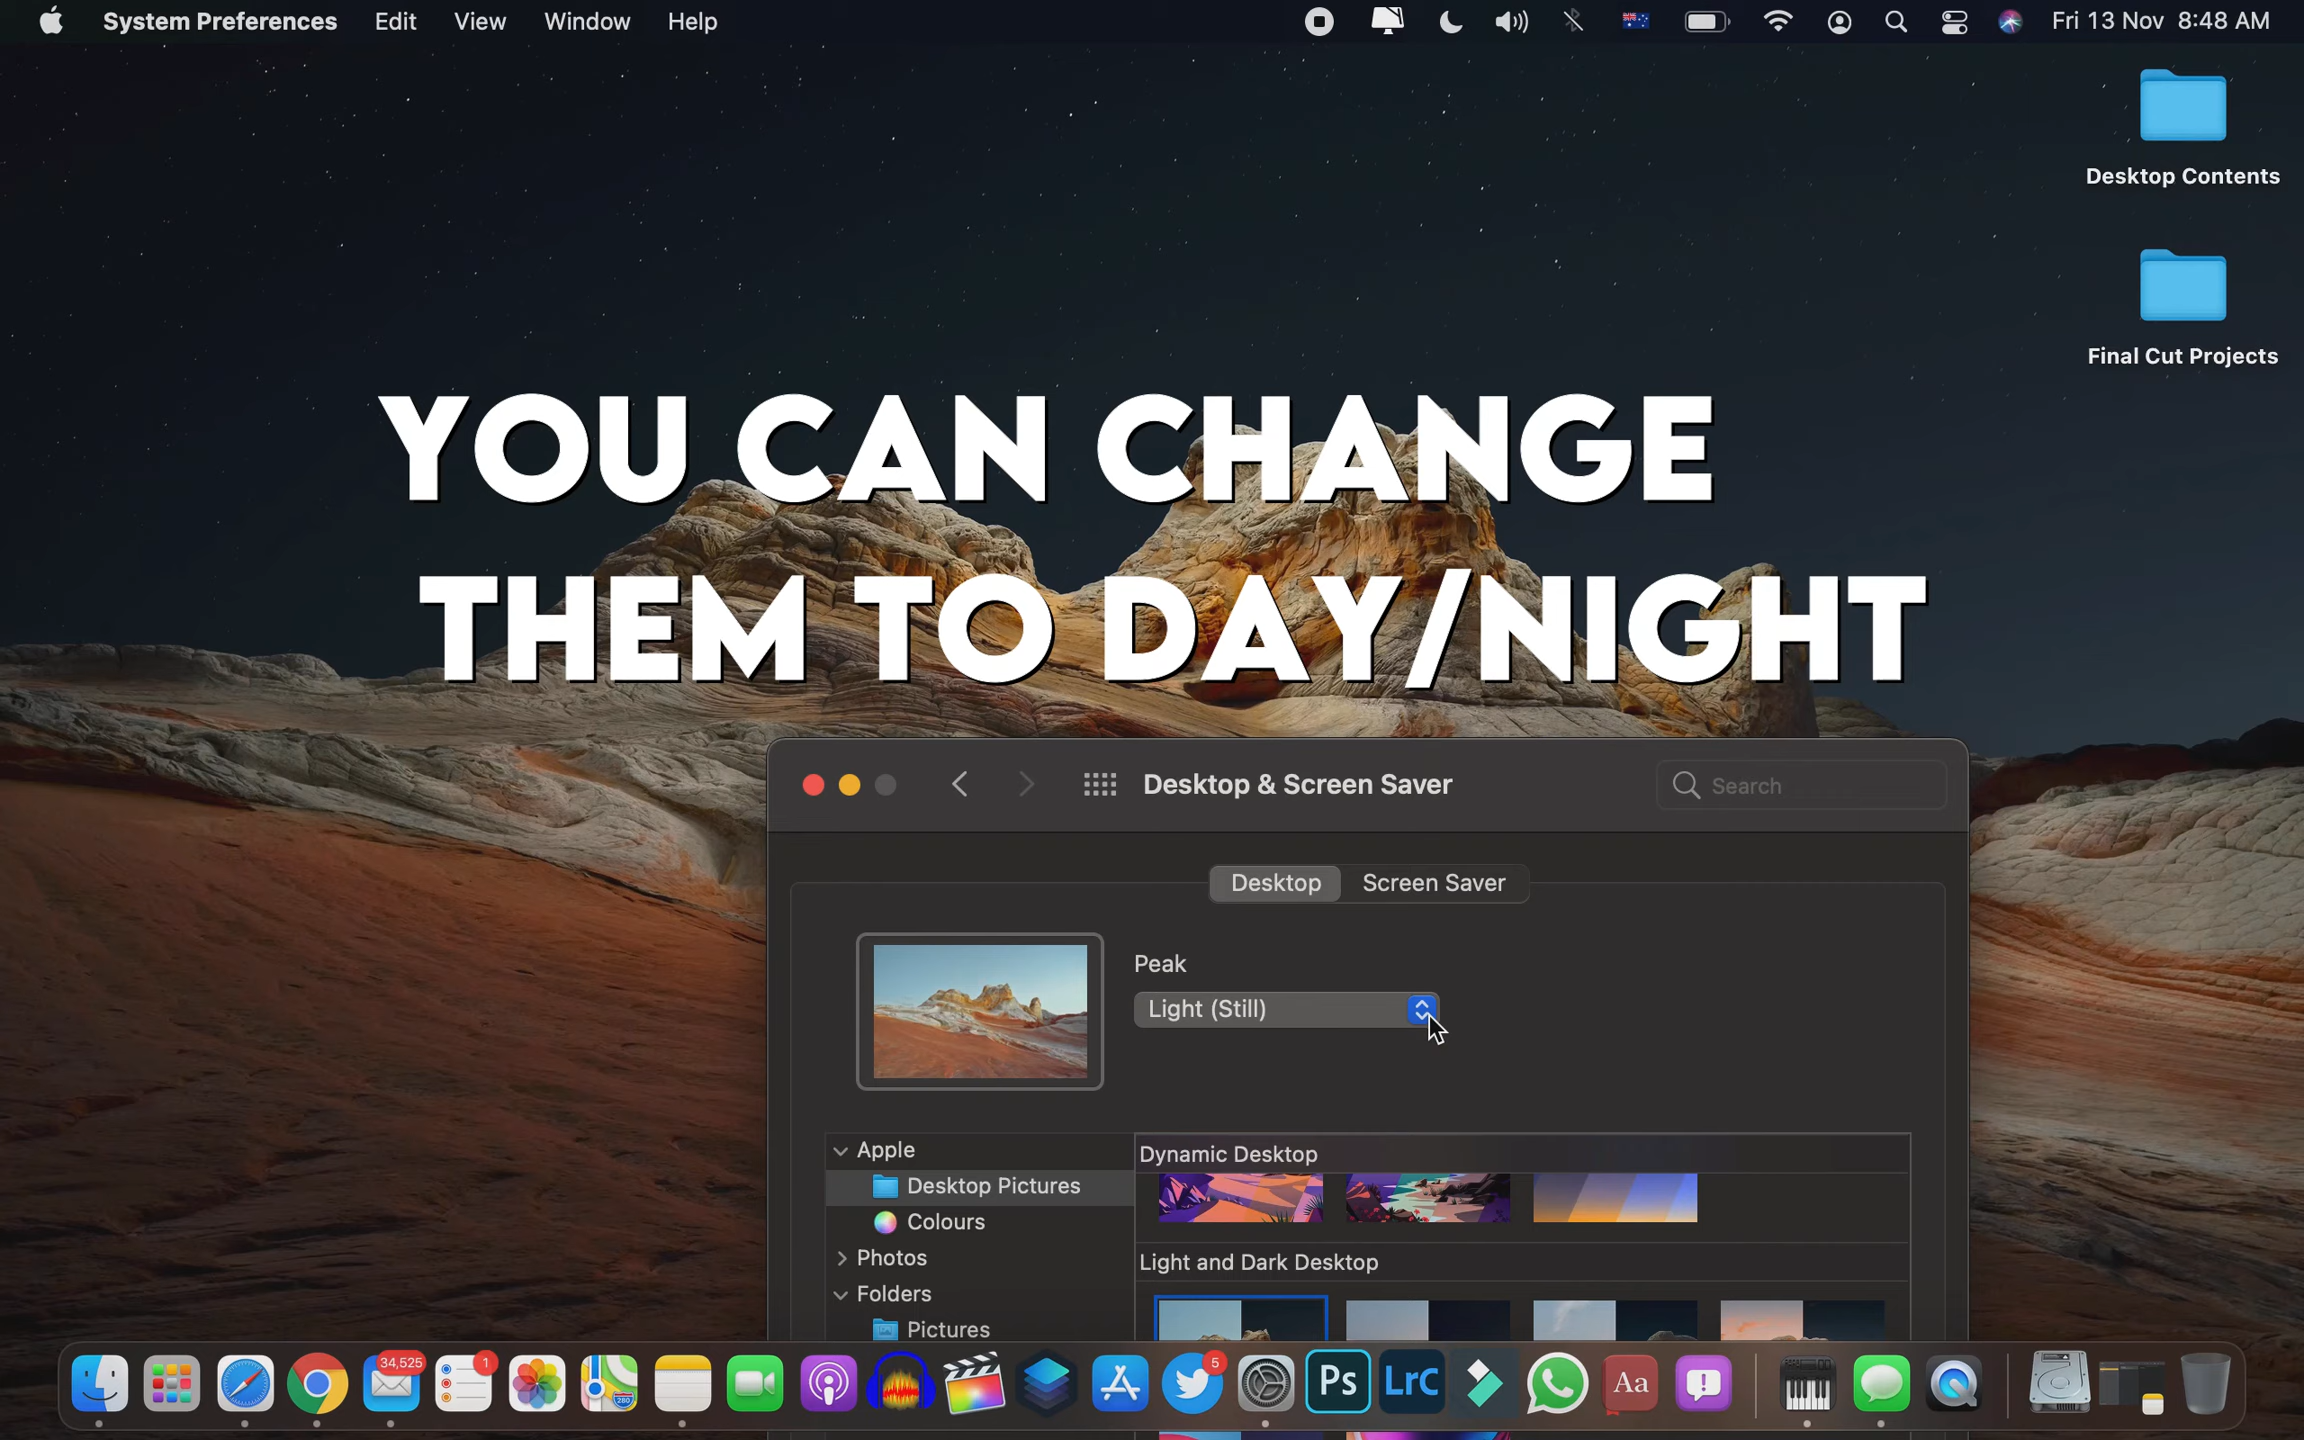 System Preferences Edit View Window Help Fri 13 Nov 8:48 AM
Desktop Contents
Final Cut Projects
YOU CAN CHANGE
THEM TO DAY/NIGHT
Desktop & Screen Saver
Search
Desktop Screen Saver
Peak
Light (Still)
Apple
Desktop Pictures
Colours
Photos
Folders
Pictures
Dynamic Desktop
Light and Dark Desktop
34,525 1 280 5 Ps LrC Aa